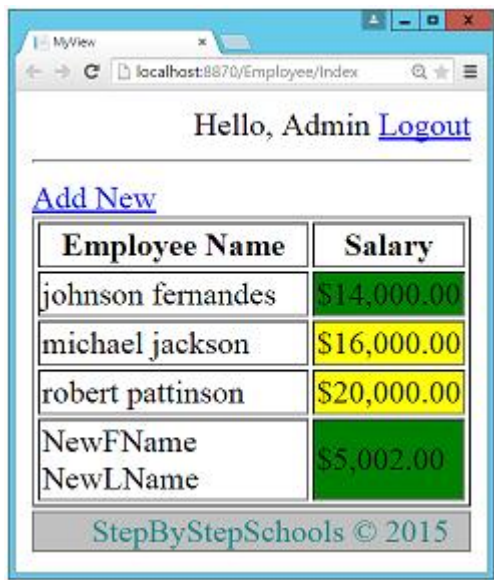 MyView
localhost:8870/Employee/Index
Hello, Admin Logout
Add New
Employee Name Salary
johnson fernandes $14,000.00
michael jackson $16,000.00
robert pattinson $20,000.00
NewFName
NewLName $5,002.00
StepByStepSchools © 2015